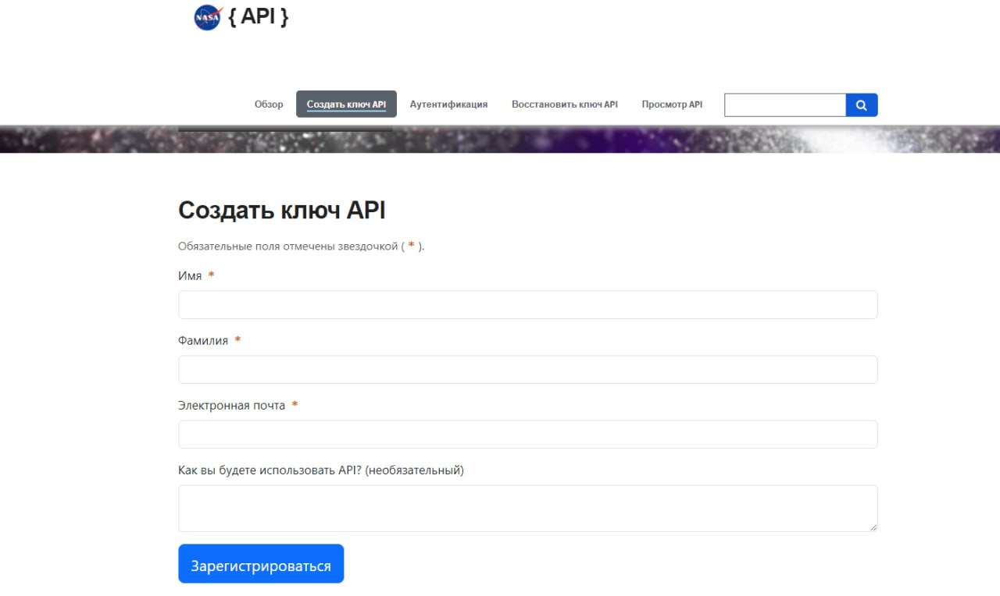 NASA { API }
Обзор Создать ключ API Аутентификация Восстановить ключ API Просмотр API
Создать ключ API
Обязательные поля отмечены звездочкой ( * ).
Имя *
Фамилия *
Электронная почта *
Как вы будете использовать API? (необязательный)
Зарегистрироваться